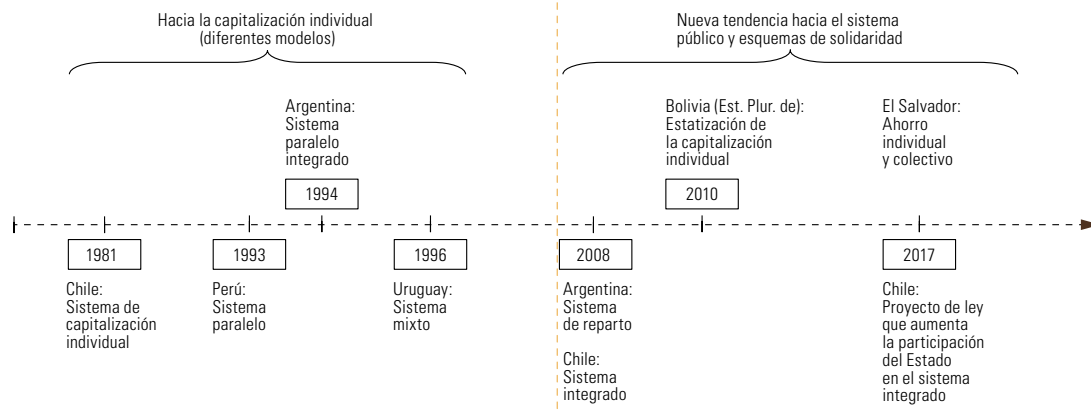 Hacia la capitalización individual
(diferentes modelos)
Nueva tendencia hacia el sistema
público y esquemas de solidaridad
Argentina:
Sistema
paralelo
integrado
1994
Bolivia (Est. Plur. de):
Estatización de
la capitalización
individual
2010
El Salvador:
Ahorro
individual
y colectivo
1981
Chile:
Sistema de
capitalización
individual
1993
Perú:
Sistema
paralelo
1996
Uruguay:
Sistema
mixto
2008
Argentina:
Sistema
de reparto
Chile:
Sistema
integrado
2017
Chile:
Proyecto de ley
que aumenta
la participación
del Estado
en el sistema
integrado